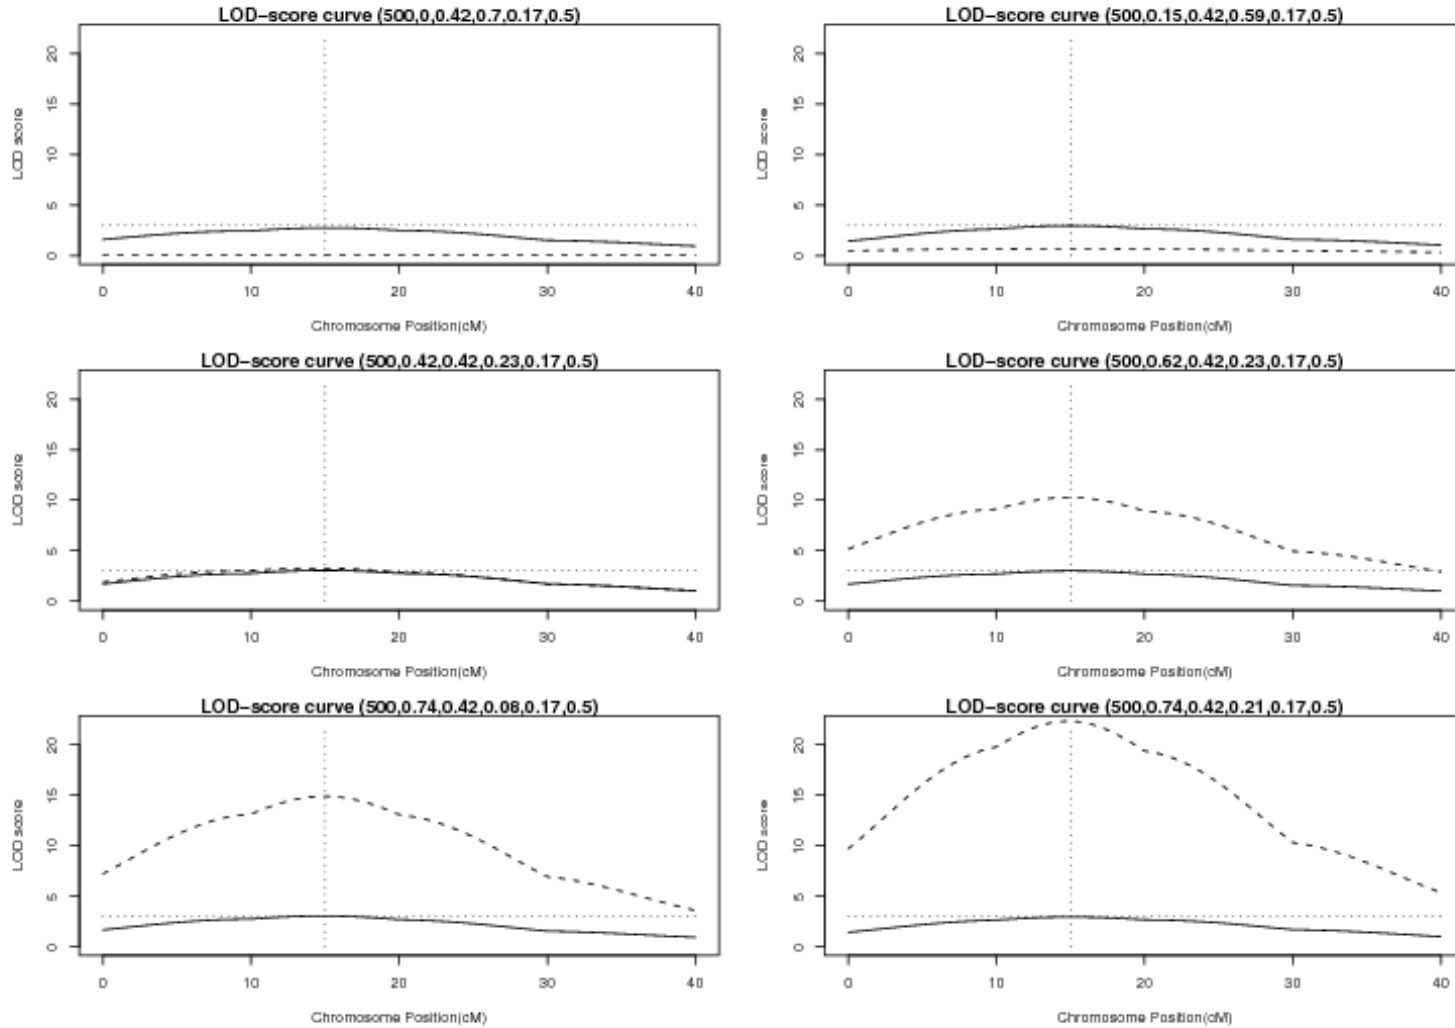 LOD-score curve (500,0,0.42,0.7,0.17,0.5)
LOD score
20
15
10
5
0
0 10 20 30 40
Chromosome Position(cM)
LOD-score curve (500,0.15,0.42,0.59,0.17,0.5)
LOD score
20
15
10
5
0
0 10 20 30 40
Chromosome Position(cM)
LOD-score curve (500,0.42,0.42,0.23,0.17,0.5)
LOD score
20
15
10
5
0
0 10 20 30 40
Chromosome Position(cM)
LOD-score curve (500,0.62,0.42,0.23,0.17,0.5)
LOD score
20
15
10
5
0
0 10 20 30 40
Chromosome Position(cM)
LOD-score curve (500,0.74,0.42,0.08,0.17,0.5)
LOD score
20
15
10
5
0
0 10 20 30 40
Chromosome Position(cM)
LOD-score curve (500,0.74,0.42,0.21,0.17,0.5)
LOD score
20
15
10
5
0
0 10 20 30 40
Chromosome Position(cM)